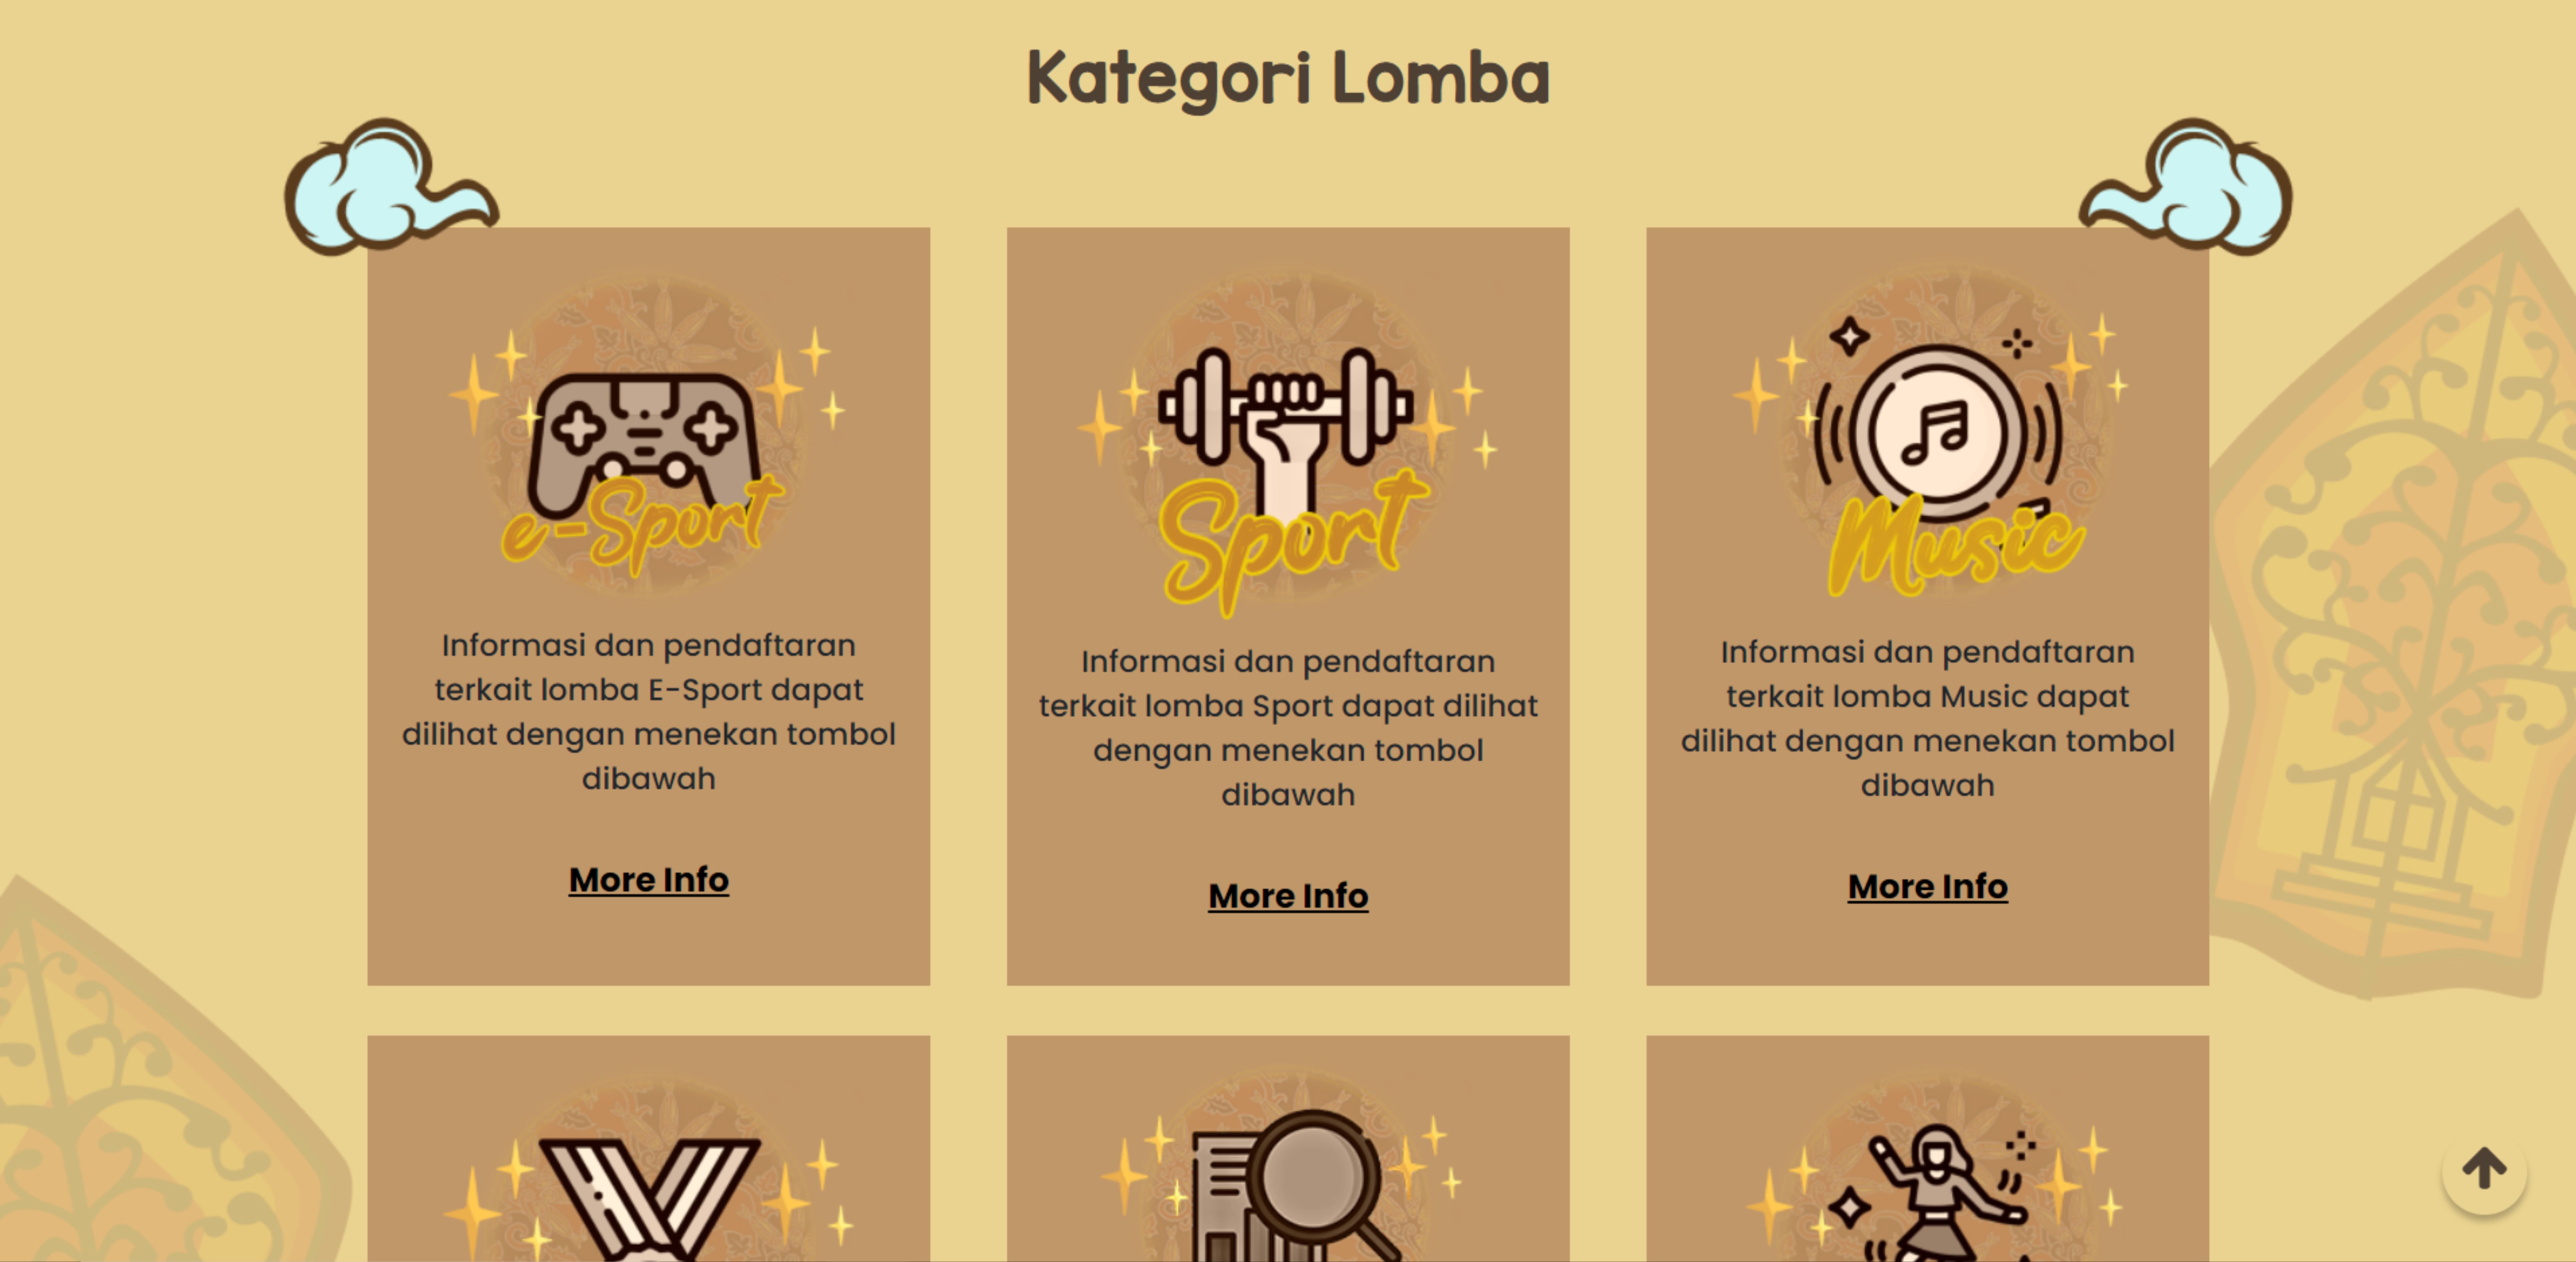 Kategori Lomba
e-Sport
Informasi dan pendaftaran
terkait lomba E-Sport dapat
dilihat dengan menekan tombol
dibawah
More Info
Sport
Informasi dan pendaftaran
terkait lomba Sport dapat dilihat
dengan menekan tombol
dibawah
More Info
Music
Informasi dan pendaftaran
terkait lomba Music dapat
dilihat dengan menekan tombol
dibawah
More Info